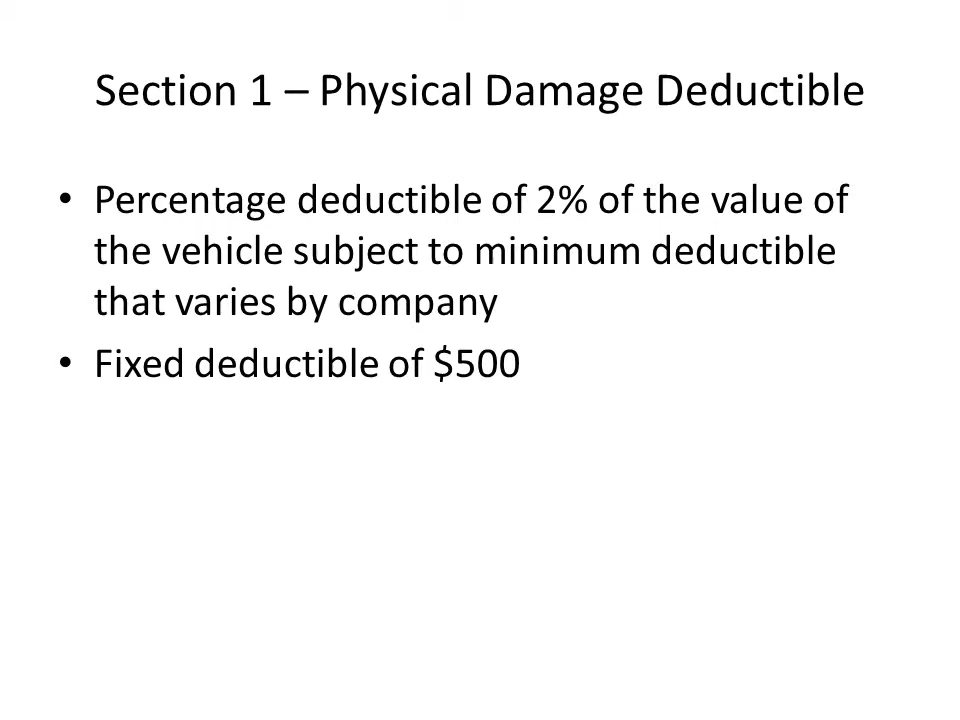 Section 1 – Physical Damage Deductible
• Percentage deductible of 2% of the value of
the vehicle subject to minimum deductible
that varies by company
• Fixed deductible of $500